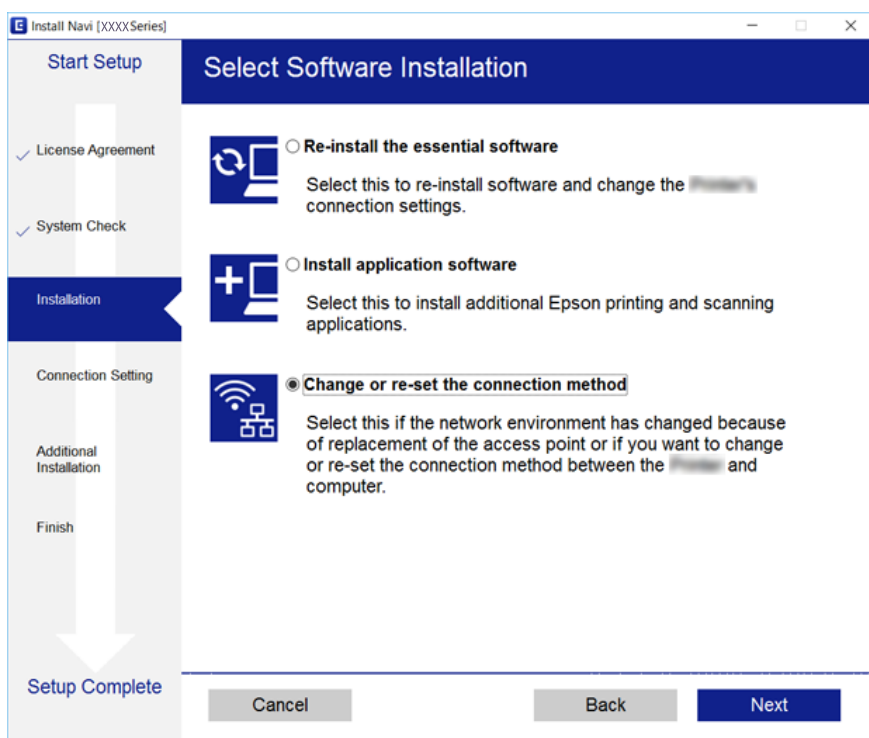 Install Navi [XXXX Series]
Start Setup
License Agreement
System Check
Installation
Connection Setting
Additional
Installation
Finish
Setup Complete
Select Software Installation
Re-install the essential software
Select this to re-install software and change the
connection settings.
Install application software
Select this to install additional Epson printing and scanning
applications.
Change or re-set the connection method
Select this if the network environment has changed because
of replacement of the access point or if you want to change
or re-set the connection method between the and
computer.
Cancel
Back
Next